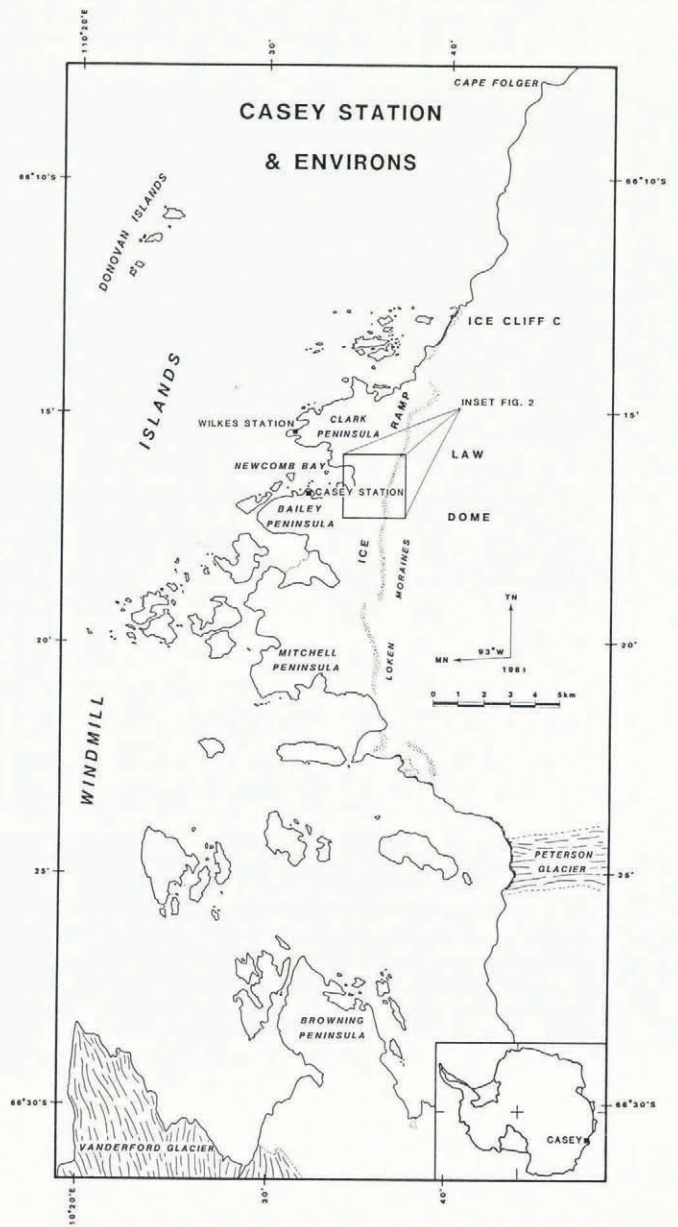 110°20'E
30'
40'
CAPE FOLGER
CASEY STATION
& ENVIRONS
66°10'S
66°10'S
DONOVAN ISLANDS
ICE CLIFF C
ISLANDS
RAMP
INSET FIG. 2
15'
15'
WILKES STATION
CLARK
PENINSULA
LAW
NEWCOMB BAY
CASEY STATION
BAILEY
PENINSULA
DOME
ICE
MORAINES
TN
20'
20'
MITCHELL
PENINSULA
LOKEN
93°W
MN
1981
0 1 2 3 4 5km
WINDMILL
PETERSON
GLACIER
25'
25'
BROWNING
PENINSULA
66°30'S
66°30'S
CASEY
VANDERFORD GLACIER
10°20'E
30'
40'